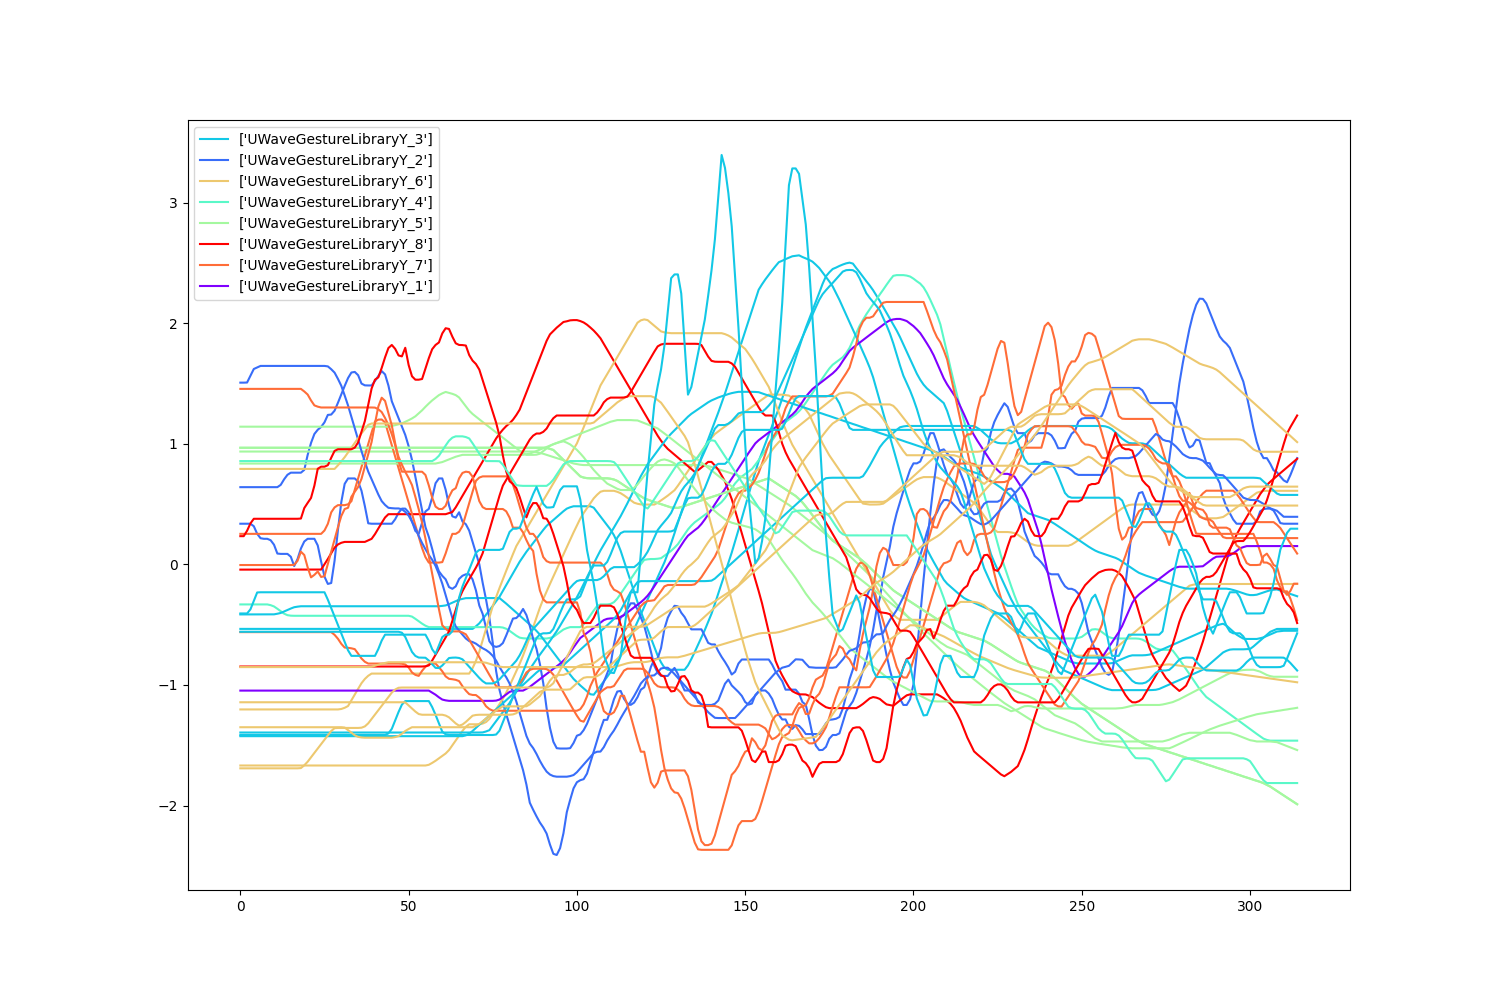 ['UWaveGestureLibraryY_3']
['UWaveGestureLibraryY_2']
['UWaveGestureLibraryY_6']
['UWaveGestureLibraryY_4']
['UWaveGestureLibraryY_5']
['UWaveGestureLibraryY_8']
['UWaveGestureLibraryY_7']
['UWaveGestureLibraryY_1']
3
2
1
0
−1
−2
0 50 100 150 200 250 300